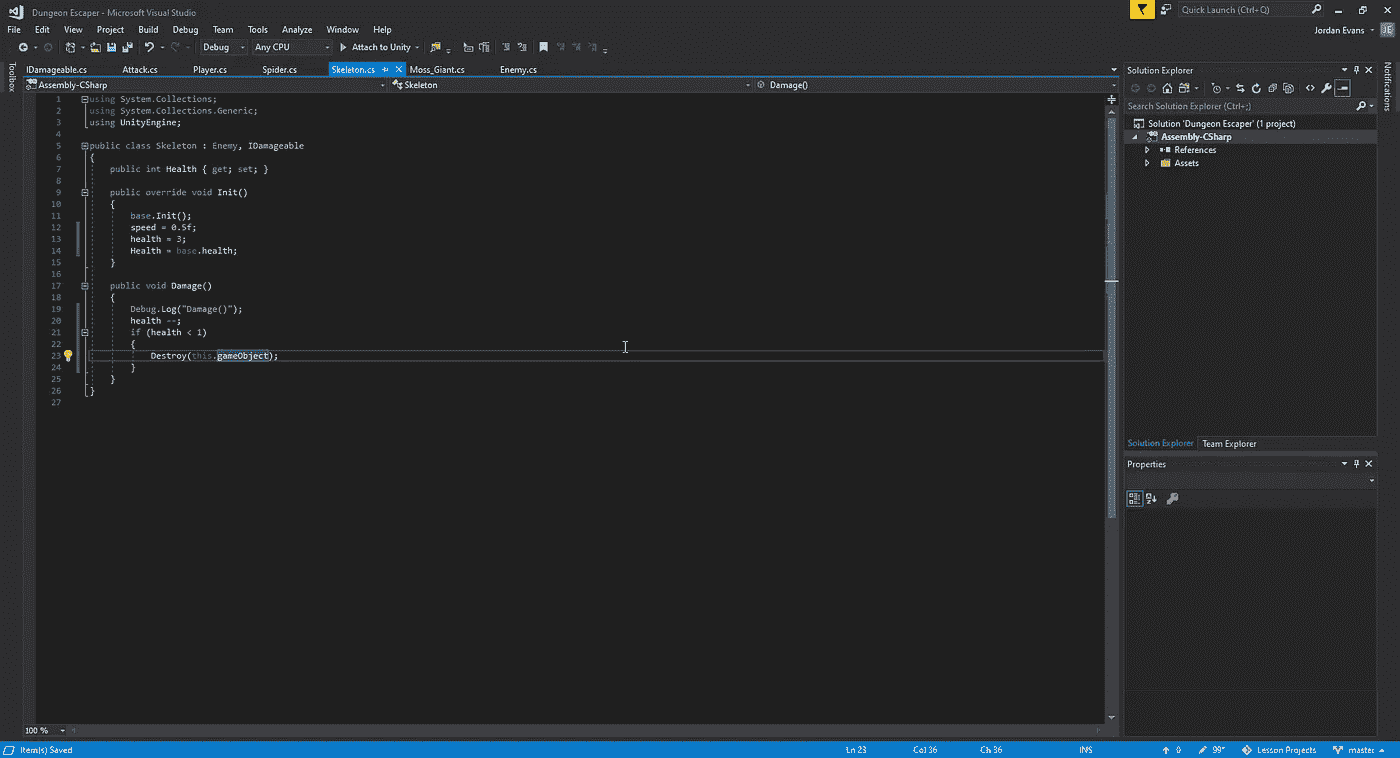 Dungeon Escaper - Microsoft Visual Studio
Quick Launch (Ctrl+Q)
File Edit View Project Build Debug Team Tools Analyze Window Help
Jordan Evans JE
Debug Any CPU Attach to Unity
Toolbox
IDamageable.cs Attack.cs Player.cs Spider.cs Skeleton.cs Moss_Giant.cs Enemy.cs
Assembly-CSharp Skeleton Damage()
1 using System.Collections;
2 using System.Collections.Generic;
3 using UnityEngine;
4
5 public class Skeleton : Enemy, IDamageable
6 {
7 public int Health { get; set; }
8
9 public override void Init()
10 {
11 base.Init();
12 speed = 0.5f;
13 health = 3;
14 Health = base.health;
15 }
16
17 public void Damage()
18 {
19 Debug.Log("Damage()");
20 health --;
21 if (health < 1)
22 {
23 Destroy(this.gameObject);
24 }
25 }
26 }
27
100 %
Solution Explorer
Search Solution Explorer (Ctrl+;)
Solution 'Dungeon Escaper' (1 project)
Assembly-CSharp
References
Assets
Solution Explorer Team Explorer
Properties
Notifications
Item(s) Saved Ln 23 Col 36 Ch 36 INS 0 99* Lesson Projects master